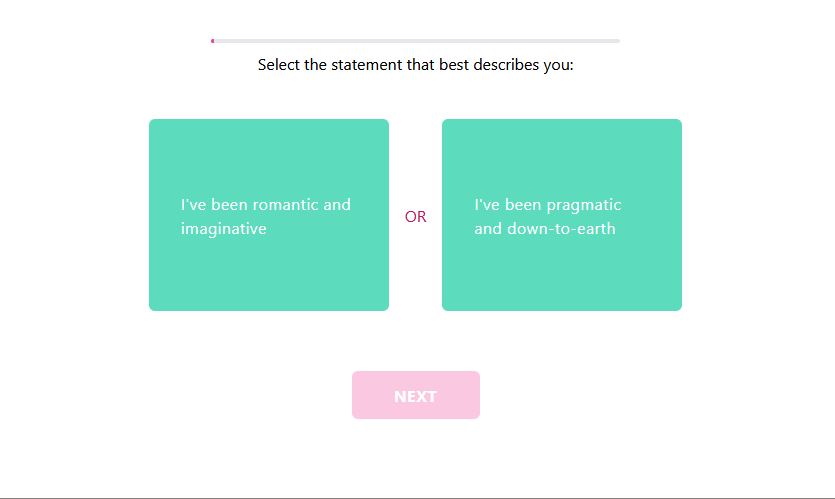 Select the statement that best describes you:
I've been romantic and
imaginative
OR
I've been pragmatic
and down-to-earth
NEXT